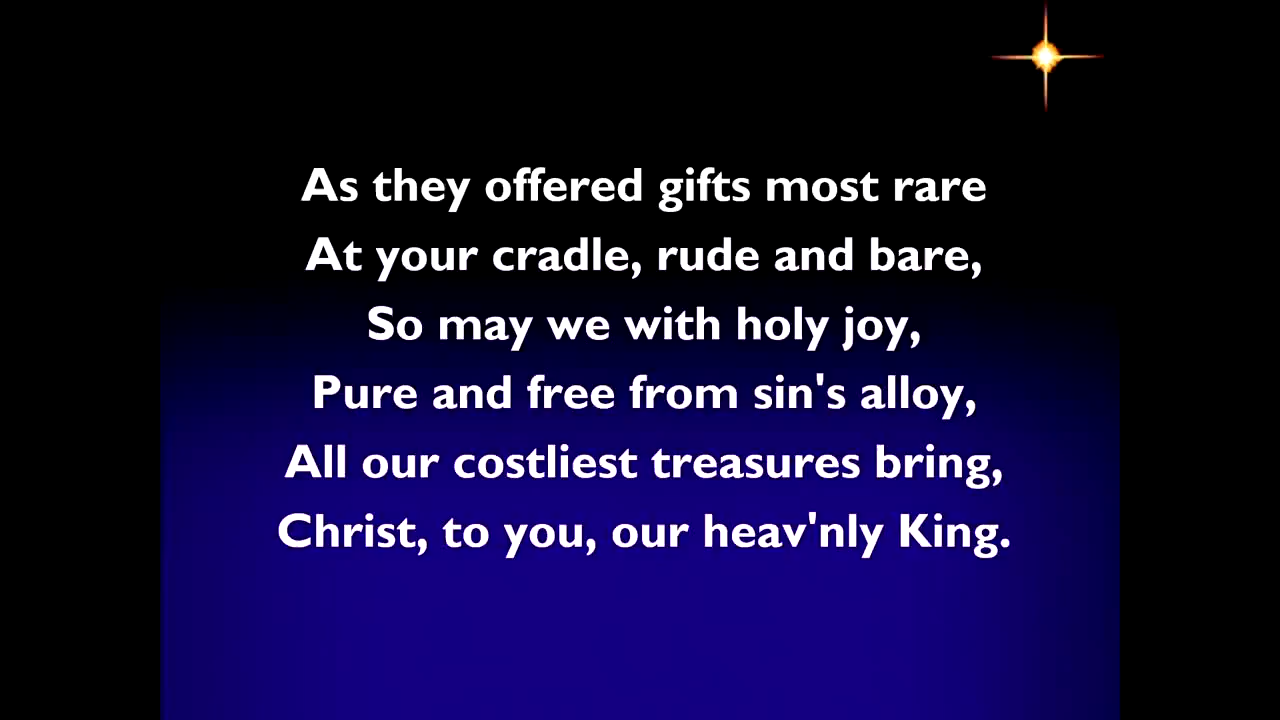 As they offered gifts most rare
At your cradle, rude and bare,
So may we with holy joy,
Pure and free from sin's alloy,
All our costliest treasures bring,
Christ, to you, our heav'nly King.